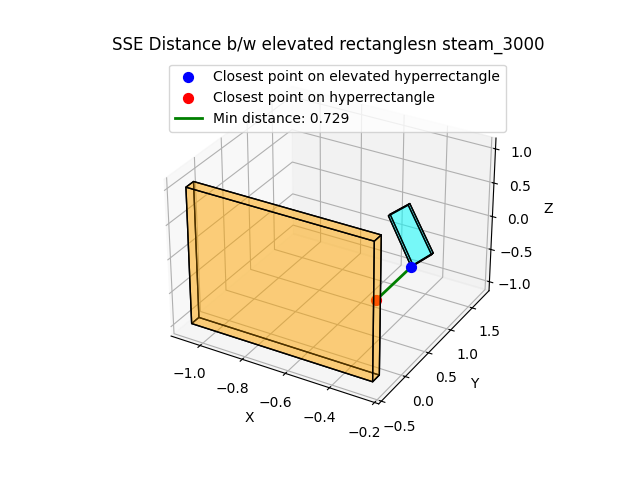 SSE Distance b/w elevated rectanglesn steam_3000
Closest point on elevated hyperrectangle
Closest point on hyperrectangle
Min distance: 0.729
1.0
0.5
0.0
−0.5
−1.0
Z
1.5
1.0
0.5
0.0
−0.5
Y
−1.0
−0.8
−0.6
−0.4
−0.2
X